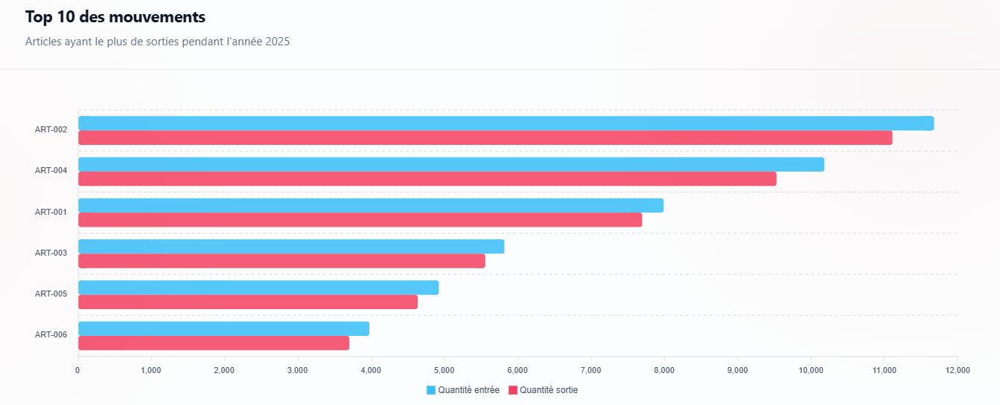 Top 10 des mouvements
Articles ayant le plus de sorties pendant l'année 2025
ART-002
ART-004
ART-001
ART-003
ART-005
ART-006
0 1,000 2,000 3,000 4,000 5,000 6,000 7,000 8,000 9,000 10,000 11,000 12,000
Quantité entrée Quantité sortie